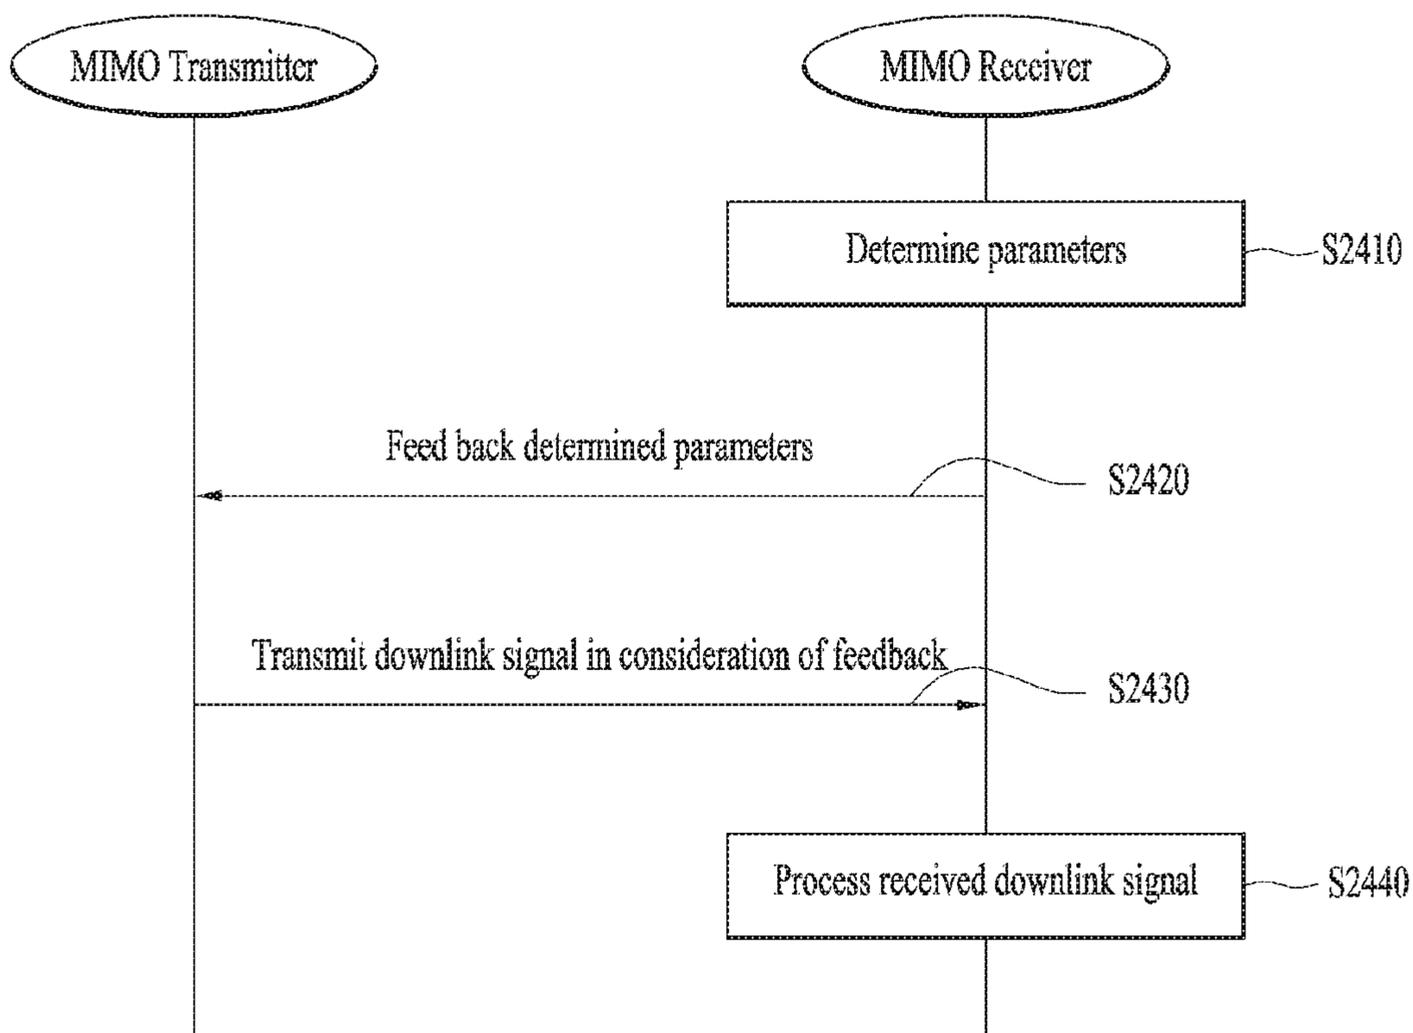 MIMO Transmitter
MIMO Receiver
Determine parameters
S2410
Feed back determined parameters
S2420
Transmit downlink signal in consideration of feedback
S2430
Process received downlink signal
S2440